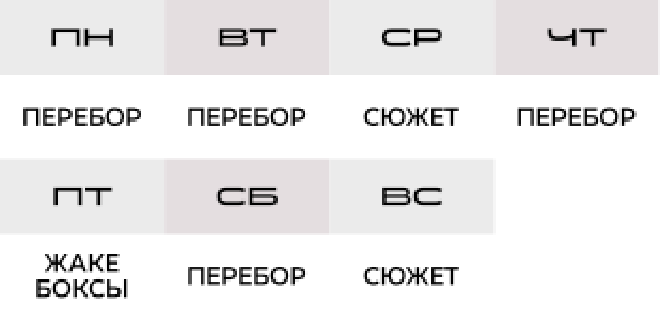 ПН ВТ СР ЧТ
ПЕРЕБОР ПЕРЕБОР СЮЖЕТ ПЕРЕБОР
ПТ СБ ВС
ЖАКЕ
БОКСЫ ПЕРЕБОР СЮЖЕТ